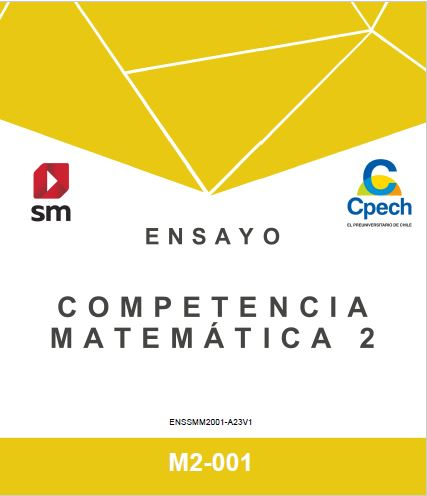 sm
Cpech
EL PREUNIVERSITARIO DE CHILE
ENSAYO
COMPETENCIA
MATEMÁTICA 2
ENSSMM2001-A23V1
M2-001